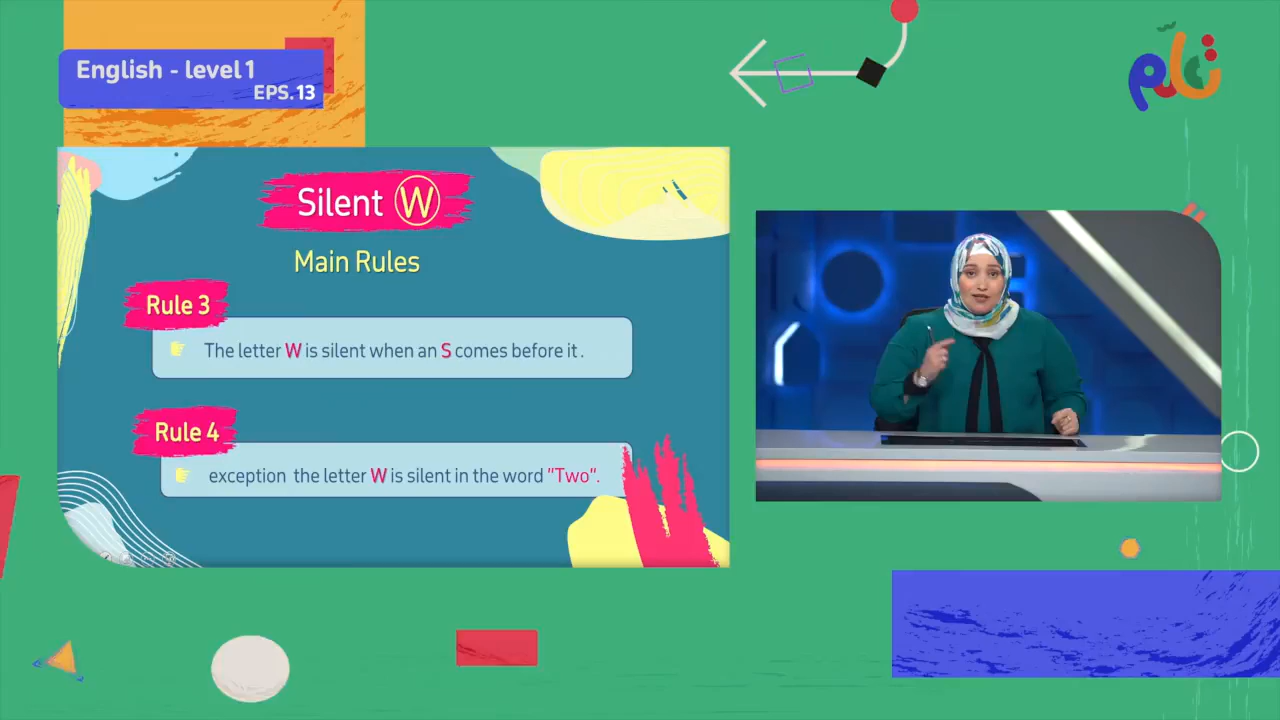 English - level 1
EPS.13
Silent W
Main Rules
Rule 3
The letter W is silent when an S comes before it.
Rule 4
exception the letter W is silent in the word "Two".